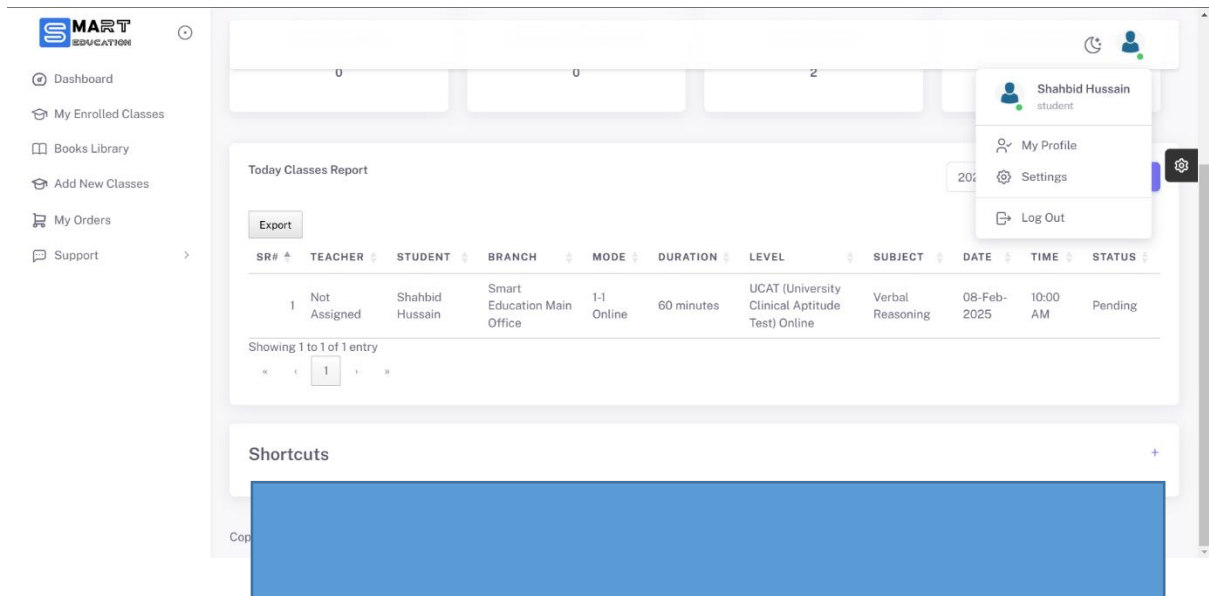 SMART
EDUCATION
Dashboard
My Enrolled Classes
Books Library
Add New Classes
My Orders
Support
0 0 2
Shahbid Hussain
student
My Profile
Settings
Log Out
Today Classes Report
202
Export
SR# TEACHER STUDENT BRANCH MODE DURATION LEVEL SUBJECT DATE TIME STATUS
Smart UCAT (University
Not Shahbid Education Main 1-1 Clinical Aptitude Verbal 08-Feb- 10:00
1 Assigned Hussain Office Online 60 minutes Test) Online Reasoning 2025 AM Pending
Showing 1 to 1 of 1 entry
« ‹ 1 › »
Shortcuts +
Cop